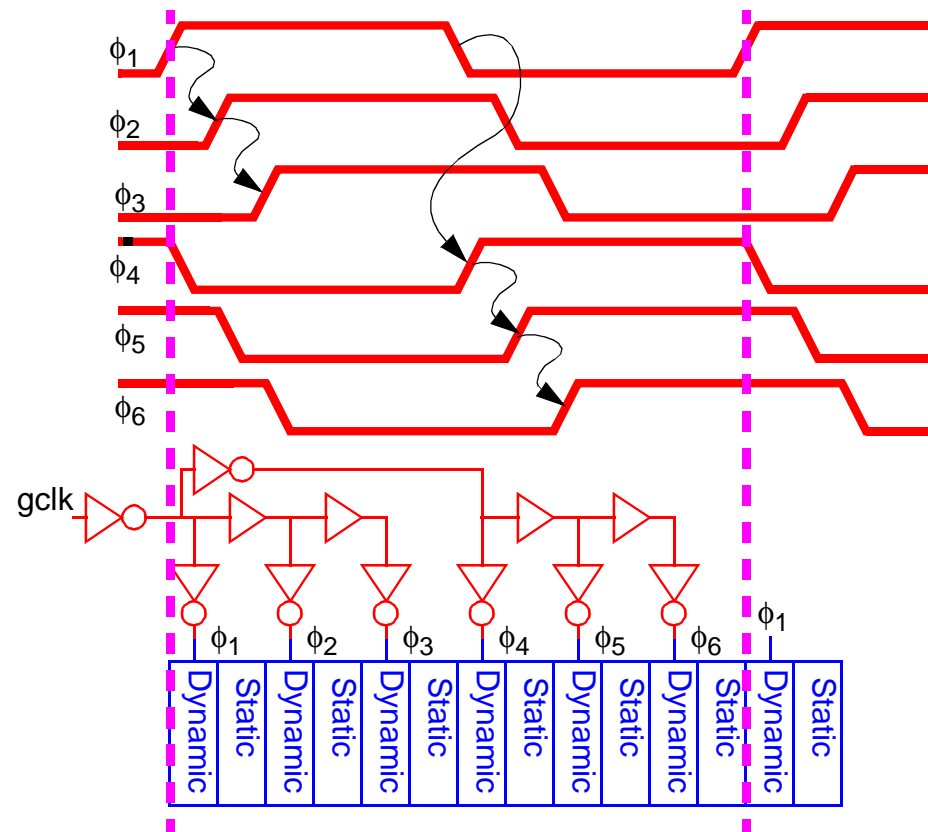 ϕ1
ϕ2
ϕ3
ϕ4
ϕ5
ϕ6
gclk
ϕ1 ϕ2 ϕ3 ϕ4 ϕ5 ϕ6 ϕ1
Dynamic Static Dynamic Static Dynamic Static Dynamic Static Dynamic Static Dynamic Static Dynamic Static